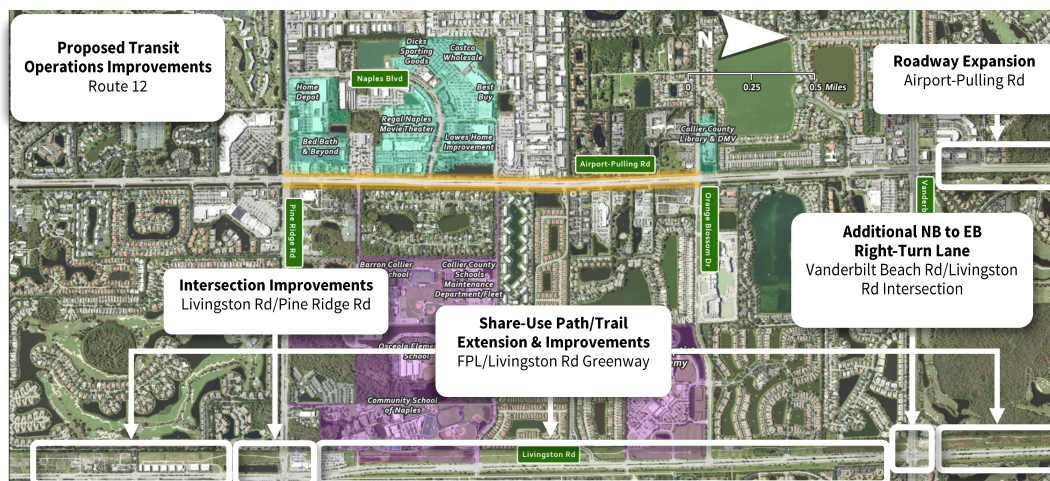 Proposed Transit
Operations Improvements
Route 12
Dicks
Sporting
Goods
Costco
Wholesale
Naples Blvd
Home
Depot
Best
Buy
Regal Naples
Movie Theater
Bed Bath
& Beyond
Lowes Home
Improvement
N
0
0.25
0.5 Miles
Roadway Expansion
Airport-Pulling Rd
Collier County
Library & DMV
Airport-Pulling Rd
Pine Ridge Rd
Orange Blossom Dr
Additional NB to EB
Right-Turn Lane
Vanderbilt Beach Rd/Livingston
Rd Intersection
Barron Collier
Collier County
Schools
Maintenance
Department/Fleet
Intersection Improvements
Livingston Rd/Pine Ridge Rd
Share-Use Path/Trail
Extension & Improvements
FPL/Livingston Rd Greenway
Osceola
School
Community School
of Naples
Livingston Rd